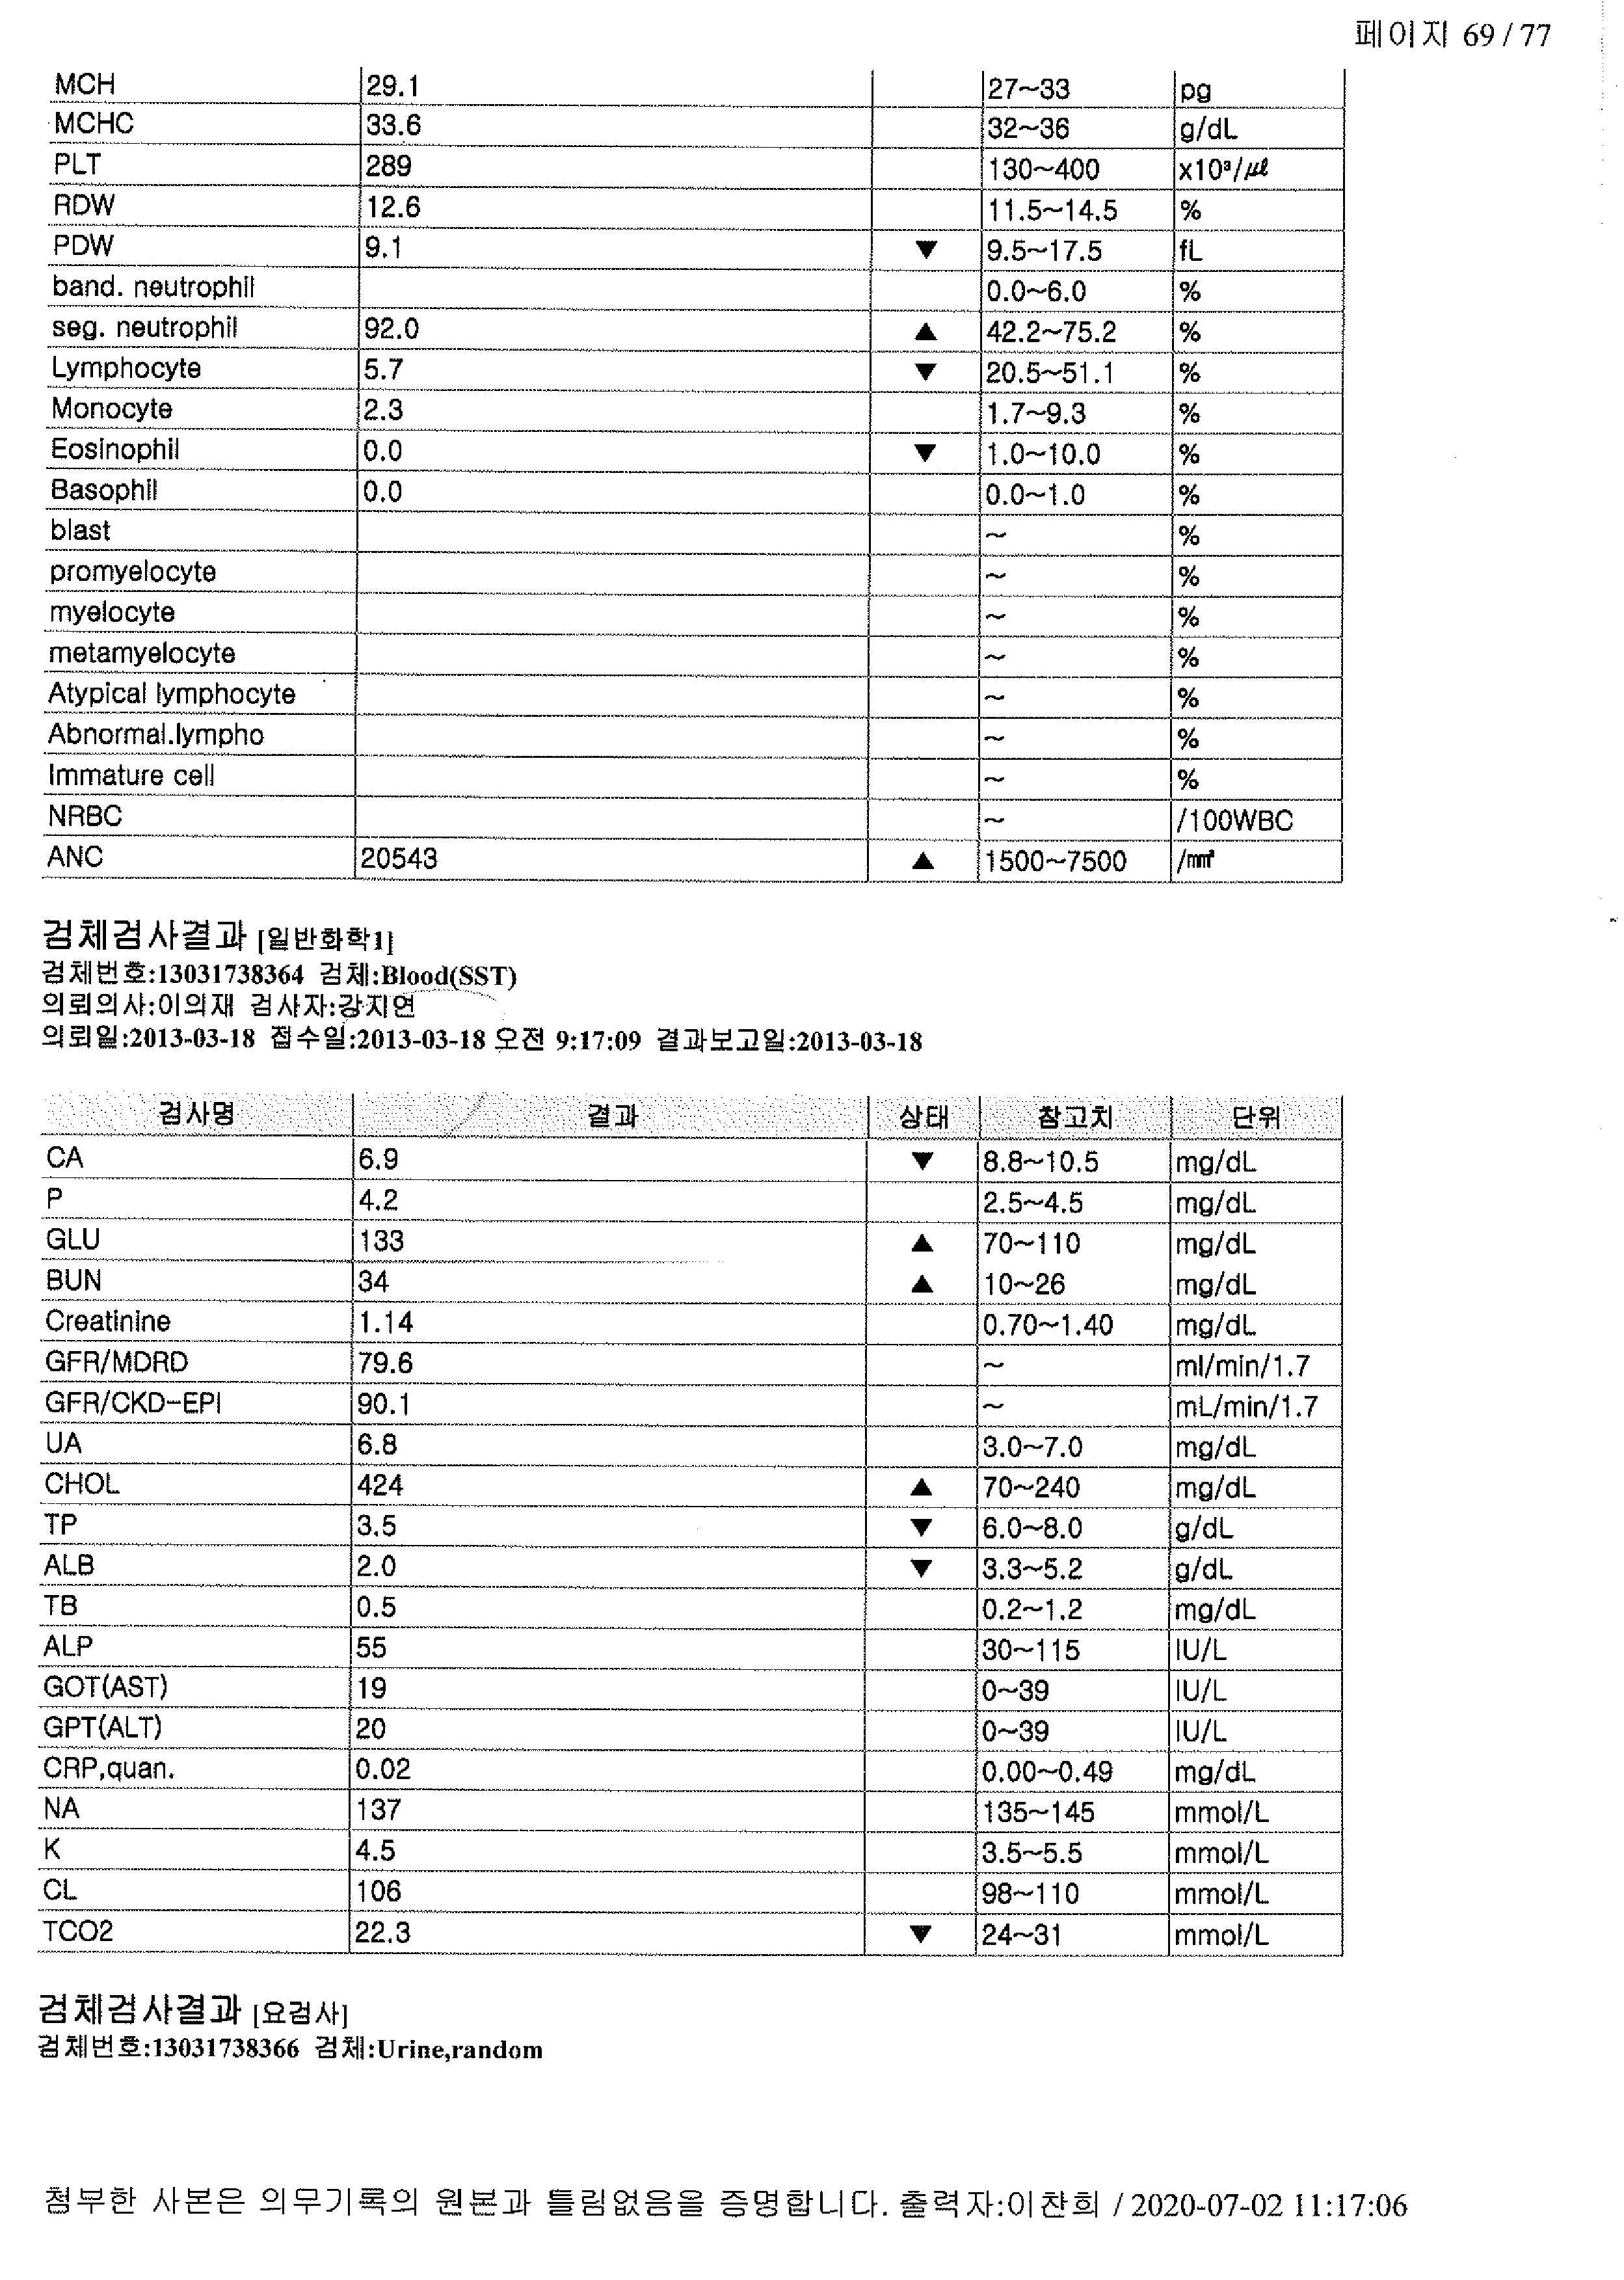 페이지 69 / 77
MCH 29.1 27~33 pg
MCHC 33.6 32~36 g/dL
PLT 289 130~400 x10³/㎕
RDW 12.6 11.5~14.5 %
PDW 9.1 ▼ 9.5~17.5 fL
band. neutrophil 0.0~6.0 %
seg. neutrophil 92.0 ▲ 42.2~75.2 %
Lymphocyte 5.7 ▼ 20.5~51.1 %
Monocyte 2.3 1.7~9.3 %
Eosinophil 0.0 ▼ 1.0~10.0 %
Basophil 0.0 0.0~1.0 %
blast ~ %
promyelocyte ~ %
myelocyte ~ %
metamyelocyte ~ %
Atypical lymphocyte ~ %
Abnormal.lympho ~ %
Immature cell ~ %
NRBC ~ /100WBC
ANC 20543 ▲ 1500~7500 /㎣
검체검사결과 [일반화학1]
검체번호:13031738364 검체:Blood(SST)
의뢰의사:이의재 검사자:강지연
의뢰일:2013-03-18 접수일:2013-03-18 오전 9:17:09 결과보고일:2013-03-18
검사명 결과 상태 참고치 단위
CA 6.9 ▼ 8.8~10.5 mg/dL
P 4.2 2.5~4.5 mg/dL
GLU 133 ▲ 70~110 mg/dL
BUN 34 ▲ 10~26 mg/dL
Creatinine 1.14 0.70~1.40 mg/dL
GFR/MDRD 79.6 ~ ml/min/1.7
GFR/CKD-EPI 90.1 ~ mL/min/1.7
UA 6.8 3.0~7.0 mg/dL
CHOL 424 ▲ 70~240 mg/dL
TP 3.5 ▼ 6.0~8.0 g/dL
ALB 2.0 ▼ 3.3~5.2 g/dL
TB 0.5 0.2~1.2 mg/dL
ALP 55 30~115 IU/L
GOT(AST) 19 0~39 IU/L
GPT(ALT) 20 0~39 IU/L
CRP,quan. 0.02 0.00~0.49 mg/dL
NA 137 135~145 mmol/L
K 4.5 3.5~5.5 mmol/L
CL 106 98~110 mmol/L
TCO2 22.3 ▼ 24~31 mmol/L
검체검사결과 [요검사]
검체번호:13031738366 검체:Urine,random
첨부한 사본은 의무기록의 원본과 틀림없음을 증명합니다. 출력자:이찬희 / 2020-07-02 11:17:06